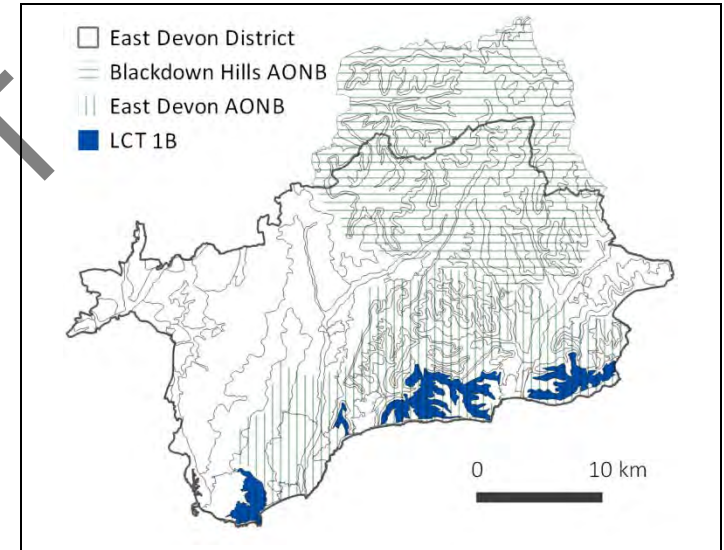 East Devon District
Blackdown Hills AONB
East Devon AONB
LCT 1B
0 10 km